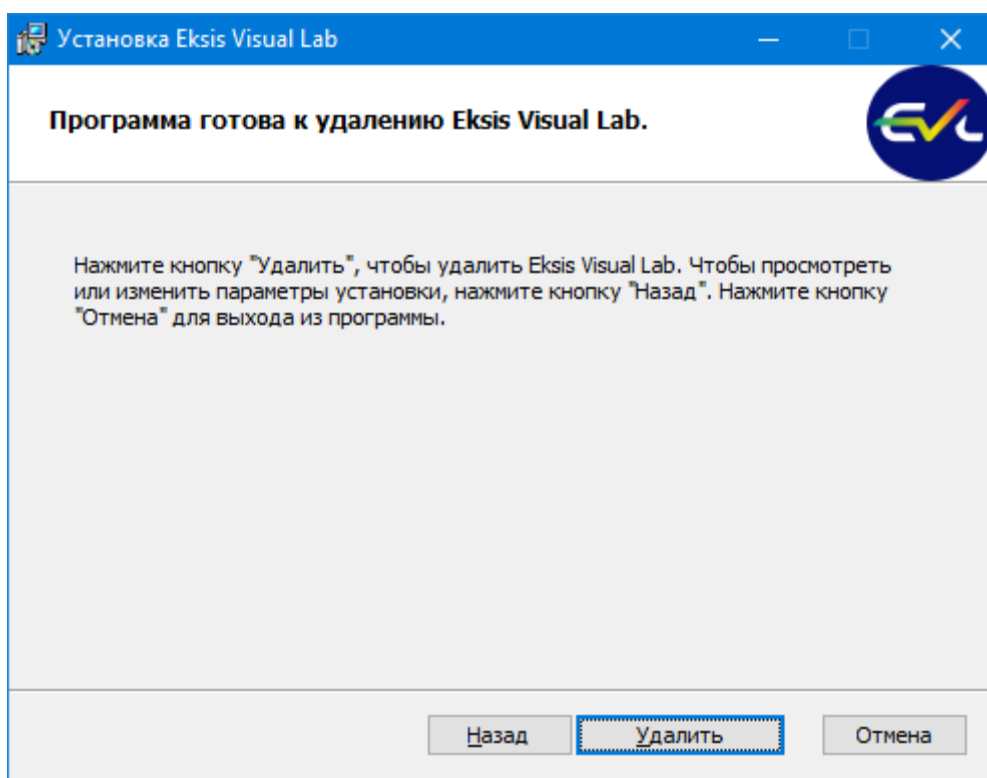 Установка Eksis Visual Lab
Программа готова к удалению Eksis Visual Lab.
EVL
Нажмите кнопку "Удалить", чтобы удалить Eksis Visual Lab. Чтобы просмотреть
или изменить параметры установки, нажмите кнопку "Назад". Нажмите кнопку
"Отмена" для выхода из программы.
Назад
Удалить
Отмена